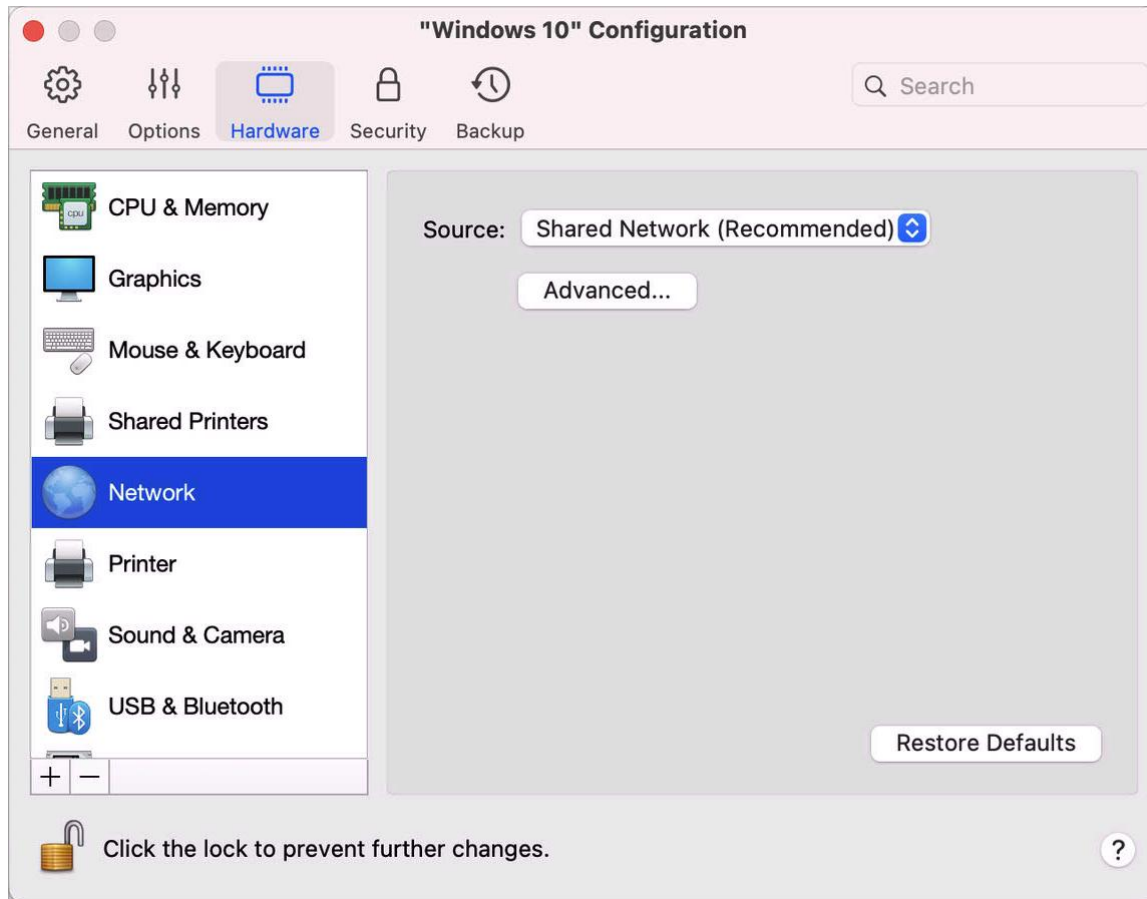 "Windows 10" Configuration
General Options Hardware Security Backup
Search
CPU & Memory
Graphics
Mouse & Keyboard
Shared Printers
Network
Printer
Sound & Camera
USB & Bluetooth
Source: Shared Network (Recommended)
Advanced...
Restore Defaults
+ −
Click the lock to prevent further changes.
?